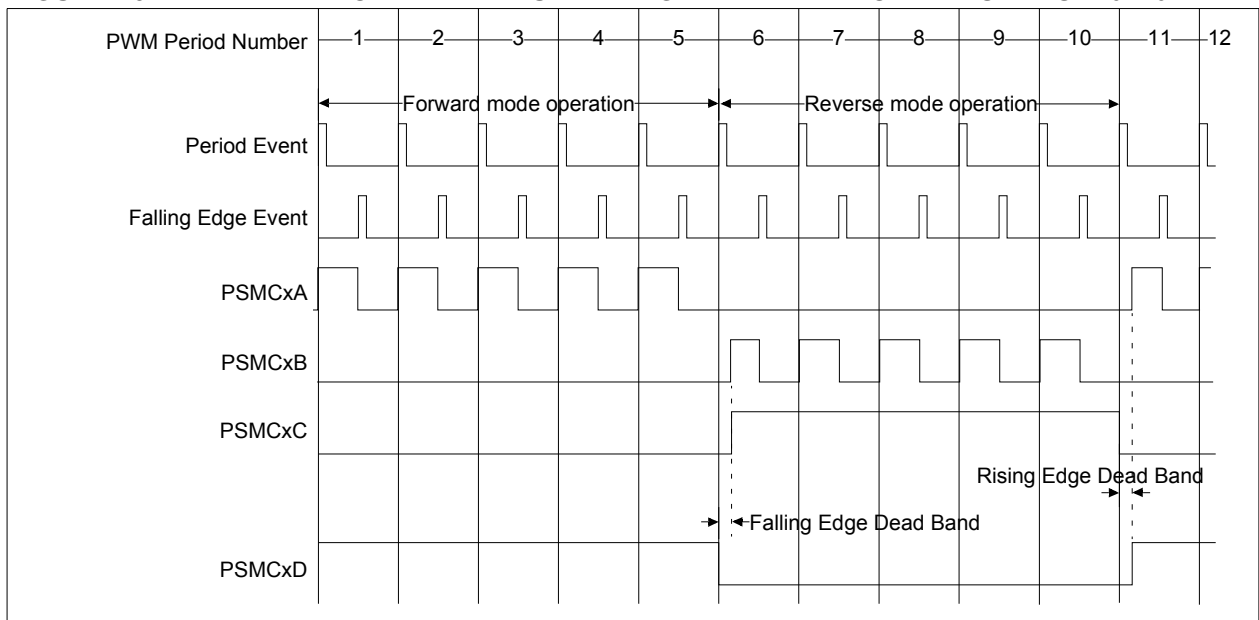 PWM Period Number
1 2 3 4 5 6 7 8 9 10 11 12
Forward mode operation
Reverse mode operation
Period Event
Falling Edge Event
PSMCxA
PSMCxB
PSMCxC
Rising Edge Dead Band
Falling Edge Dead Band
PSMCxD